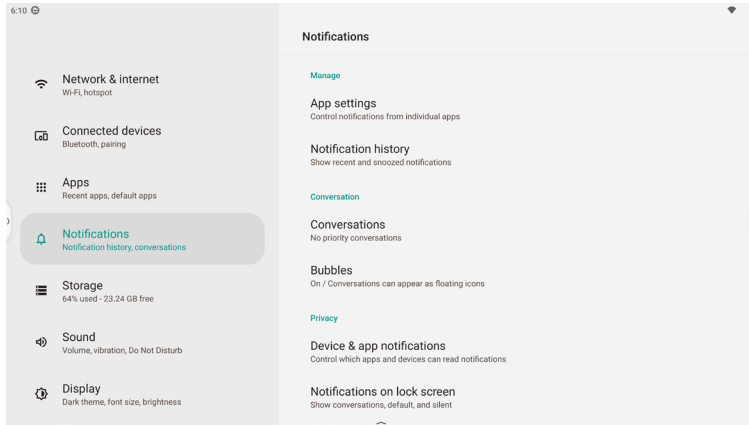 6:10
Notifications
Network & internet
Wi-Fi, hotspot
Connected devices
Bluetooth, pairing
Apps
Recent apps, default apps
Notifications
Notification history, conversations
Storage
64% used - 23.24 GB free
Sound
Volume, vibration, Do Not Disturb
Display
Dark theme, font size, brightness
Manage
App settings
Control notifications from individual apps
Notification history
Show recent and snoozed notifications
Conversation
Conversations
No priority conversations
Bubbles
On / Conversations can appear as floating icons
Privacy
Device & app notifications
Control which apps and devices can read notifications
Notifications on lock screen
Show conversations, default, and silent